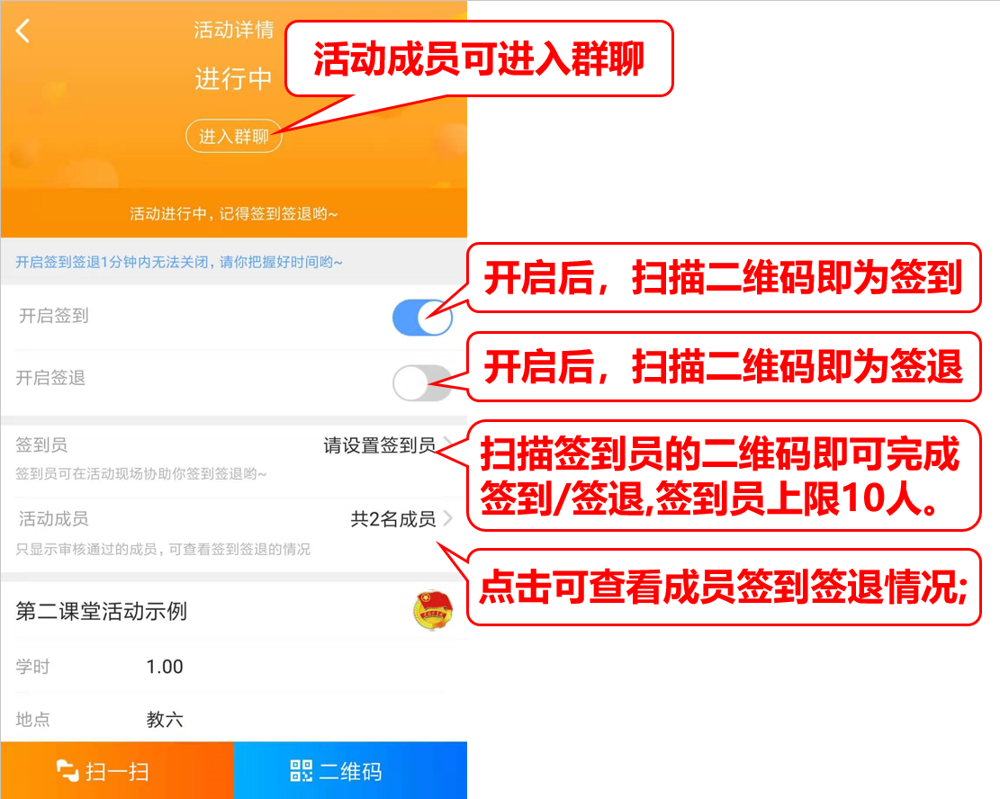 活动详情
活动成员可进入群聊
进行中
进入群聊
活动进行中，记得签到签退哟~
开启签到签退1分钟内无法关闭，请你把握好时间哟~
开启后，扫描二维码即为签到
开启签到
开启后，扫描二维码即为签退
开启签退
签到员
请设置签到员
签到员可在活动现场协助你签到签退哟~
扫描签到员的二维码即可完成
签到/签退,签到员上限10人。
活动成员
共2名成员
只显示审核通过的成员，可查看签到签退的情况
点击可查看成员签到签退情况;
第二课堂活动示例
学时 1.00
地点 教六
扫一扫
二维码